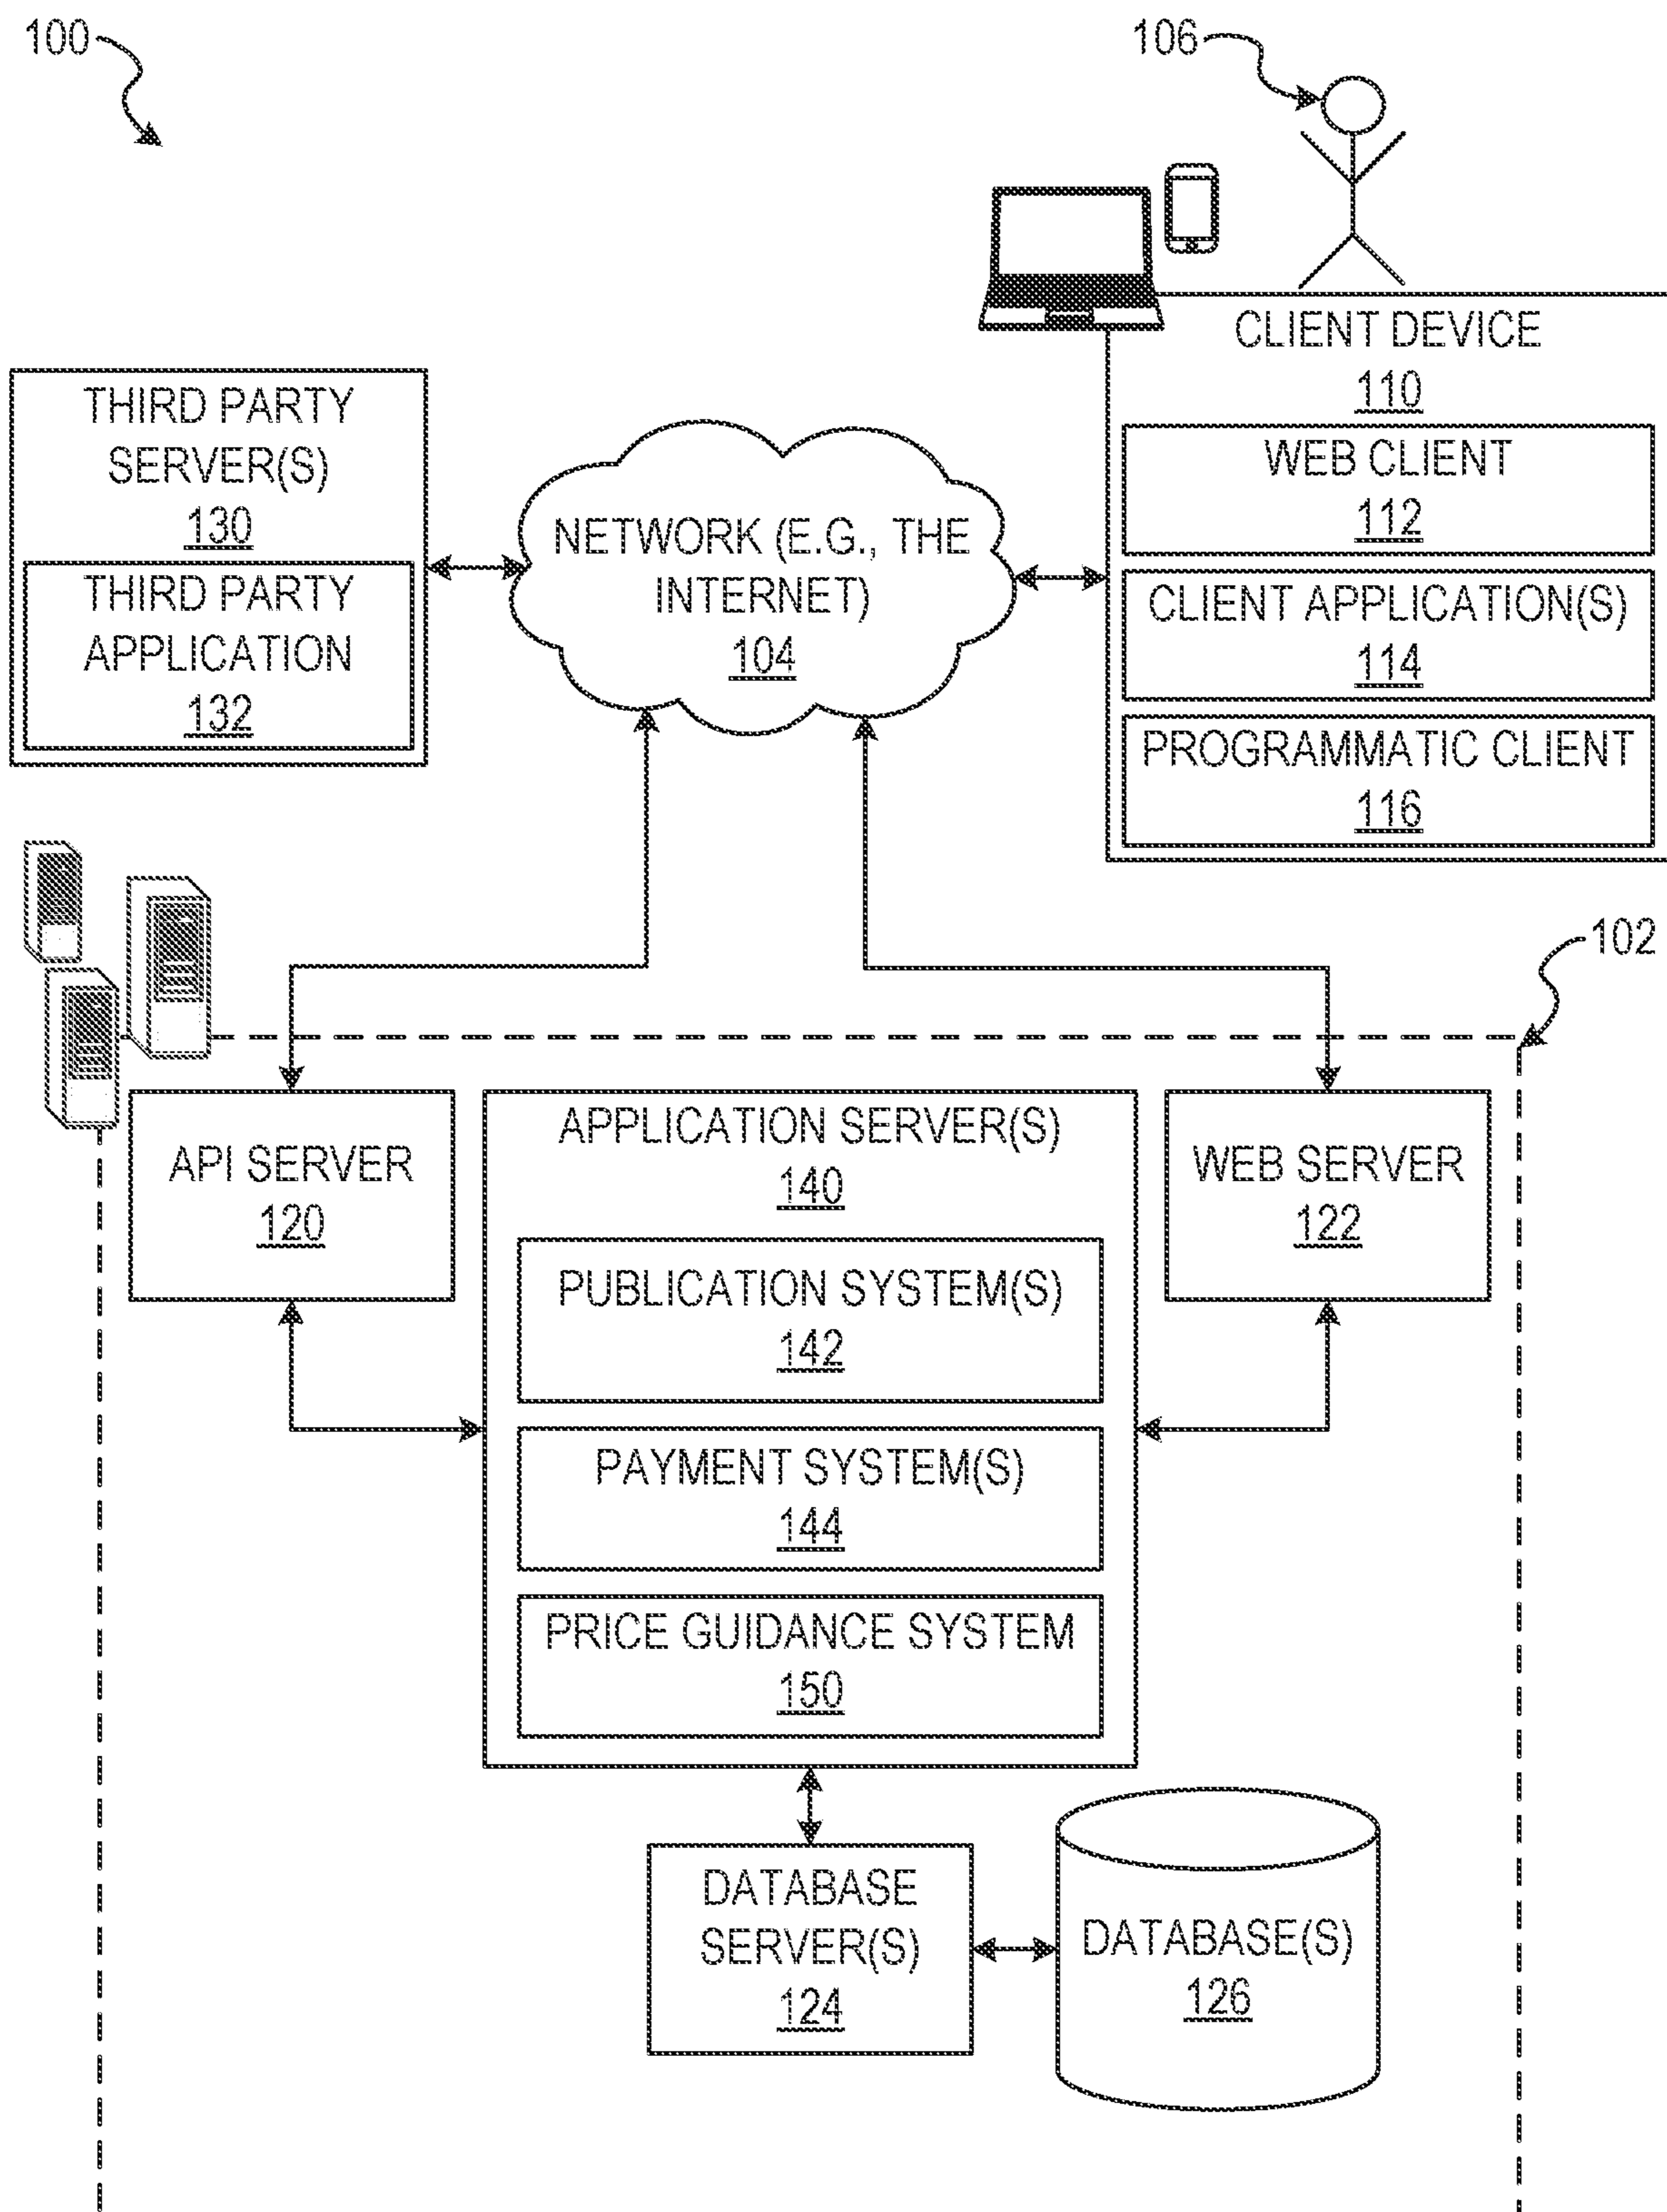 100
106
CLIENT DEVICE
110
WEB CLIENT
112
CLIENT APPLICATION(S)
114
PROGRAMMATIC CLIENT
116
THIRD PARTY
SERVER(S)
130
THIRD PARTY
APPLICATION
132
NETWORK (E.G., THE
INTERNET)
104
102
API SERVER
120
APPLICATION SERVER(S)
140
PUBLICATION SYSTEM(S)
142
PAYMENT SYSTEM(S)
144
PRICE GUIDANCE SYSTEM
150
WEB SERVER
122
DATABASE
SERVER(S)
124
DATABASE(S)
126